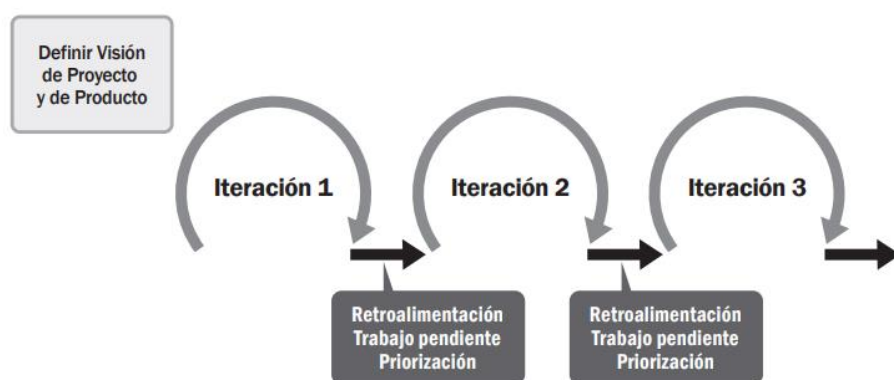 Definir Visión
de Proyecto
y de Producto
Iteración 1
Iteración 2
Iteración 3
Retroalimentación
Trabajo pendiente
Priorización
Retroalimentación
Trabajo pendiente
Priorización